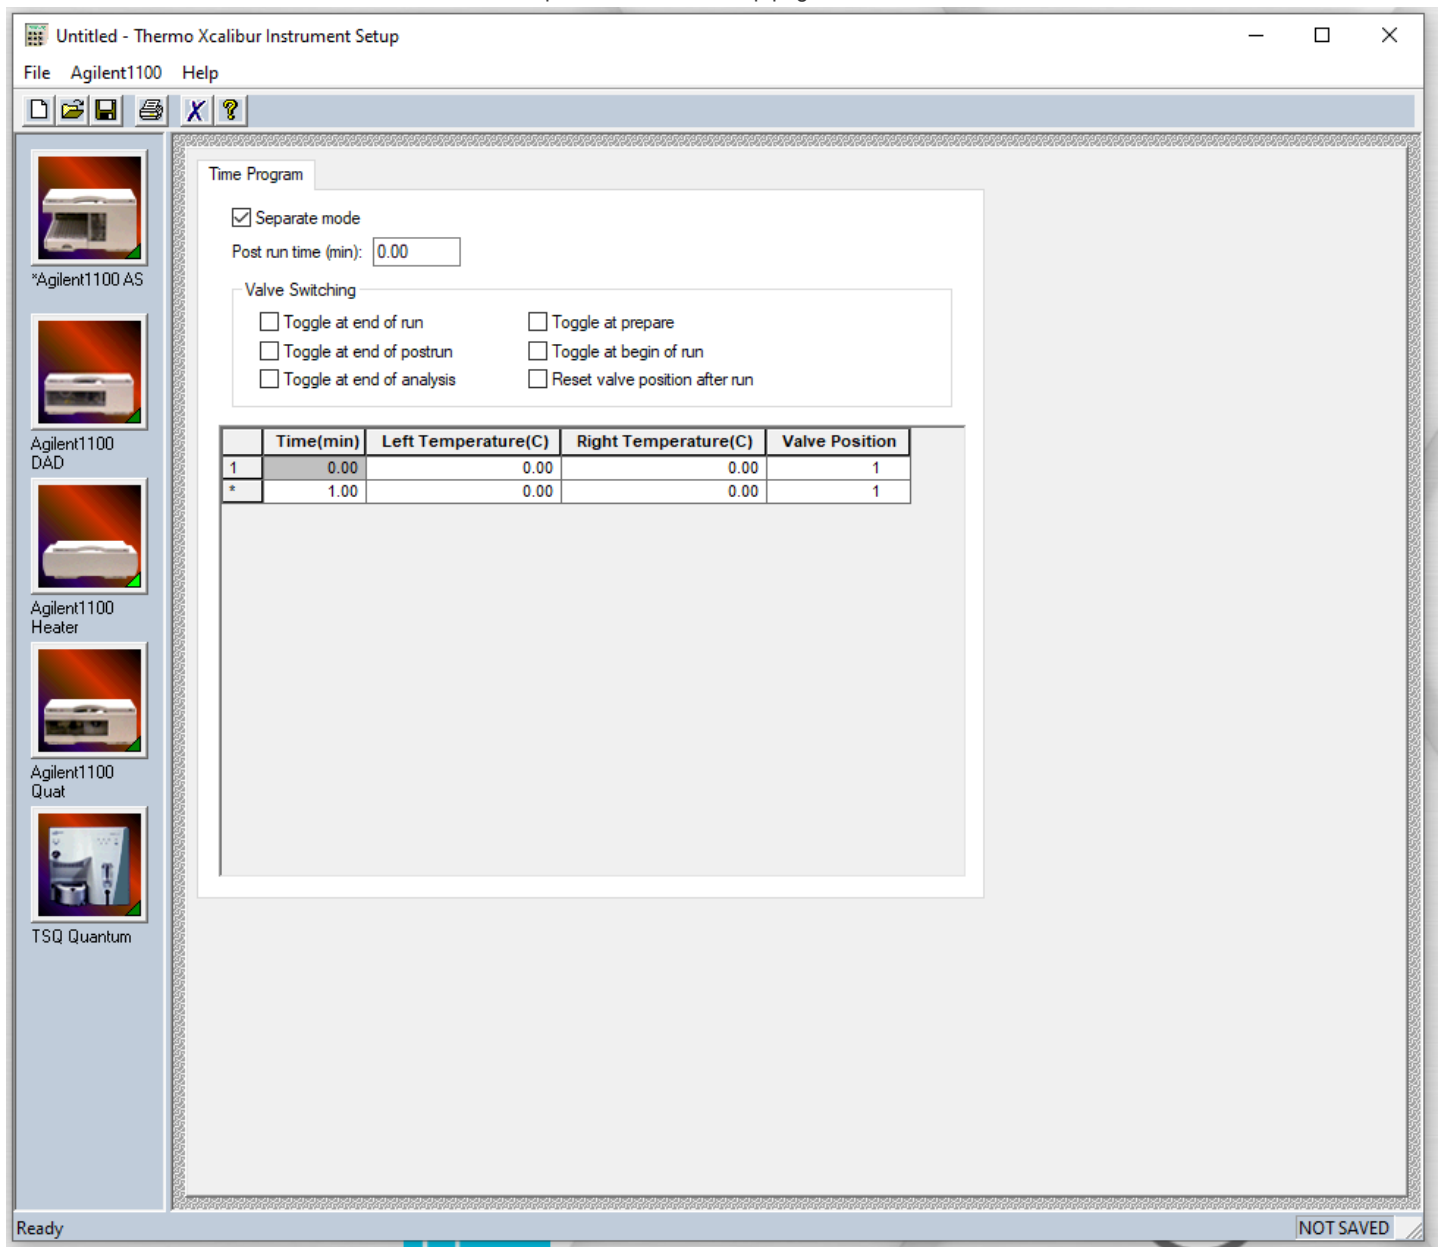 Untitled - Thermo Xcalibur Instrument Setup
File Agilent1100 Help
*Agilent1100 AS
Agilent1100
DAD
Agilent1100
Heater
Agilent1100
Quat
TSQ Quantum
Time Program
Separate mode
Post run time (min): 0.00
Valve Switching
Toggle at end of run Toggle at prepare
Toggle at end of postrun Toggle at begin of run
Toggle at end of analysis Reset valve position after run
Time(min) Left Temperature(C) Right Temperature(C) Valve Position
1 0.00 0.00 0.00 1
* 1.00 0.00 0.00 1
Ready NOT SAVED